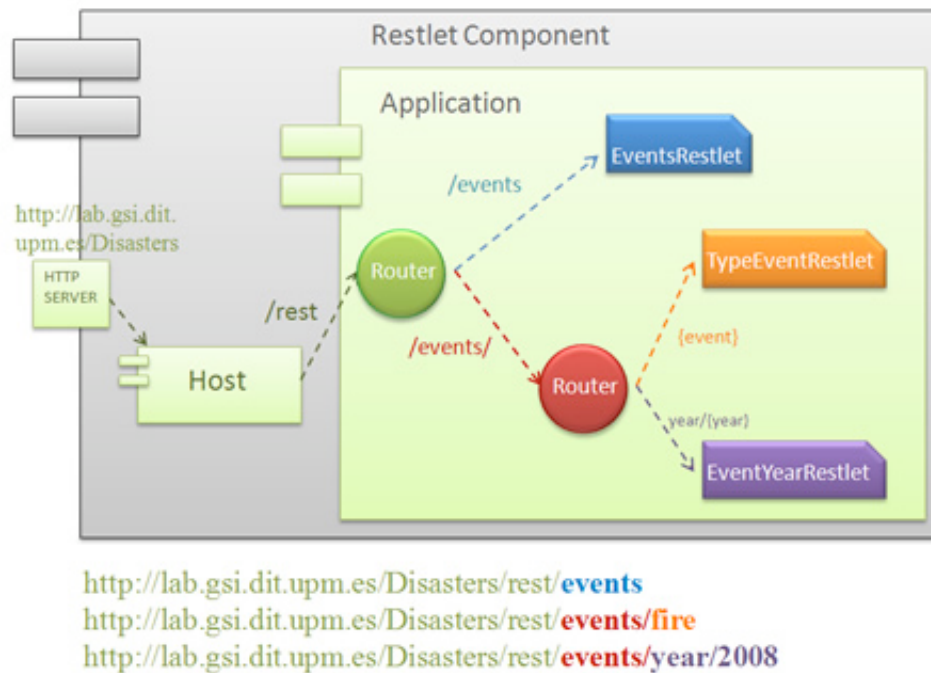 Restlet Component
Application
EventsRestlet
/events
http://lab.gsi.dit.
upm.es/Disasters
Router
TypeEventRestlet
HTTP
SERVER
/rest
{event}
/events/
Host
Router
year/{year}
EventYearRestlet
http://lab.gsi.dit.upm.es/Disasters/rest/events
http://lab.gsi.dit.upm.es/Disasters/rest/events/fire
http://lab.gsi.dit.upm.es/Disasters/rest/events/year/2008